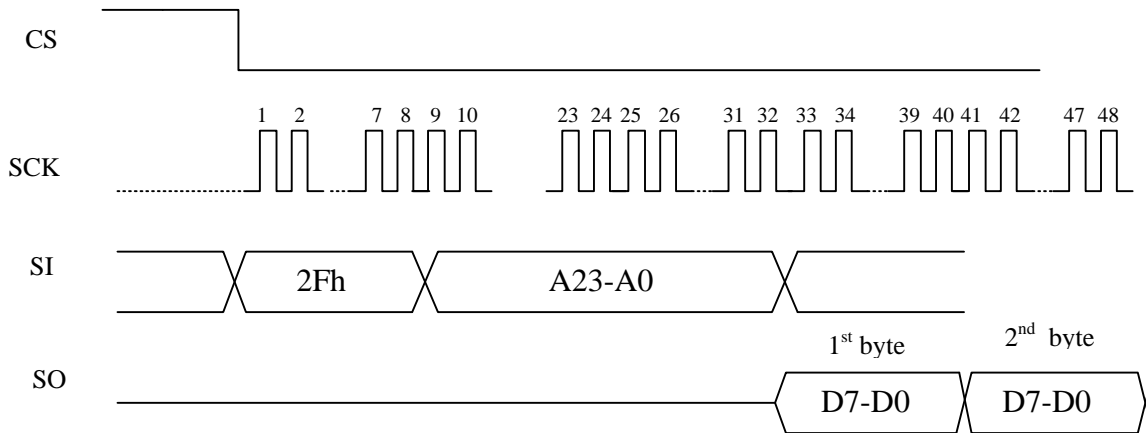 CS
1 2 7 8 9 10 23 24 25 26 31 32 33 34 39 40 41 42 47 48
SCK
SI 2Fh A23-A0
1st byte 2nd byte
SO D7-D0 D7-D0